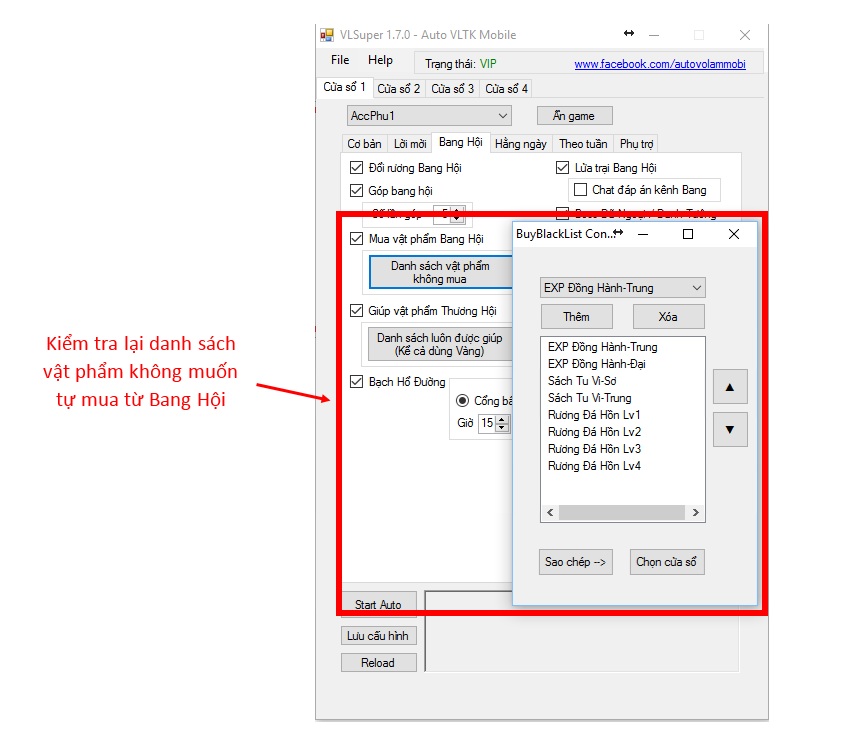 VLSuper 1.7.0 - Auto VLTK Mobile
File Help Trạng thái: VIP www.facebook.com/autovolammobi
Cửa sổ 1 Cửa sổ 2 Cửa sổ 3 Cửa sổ 4
AccPhu1 Ẩn game
Cơ bản Lời mời Bang Hội Hằng ngày Theo tuần Phụ trợ
Đổi rương Bang Hội Lửa trại Bang Hội
Góp bang hội Chat đáp án kênh Bang
Số lần góp 5
Mua vật phẩm Bang Hội
Danh sách vật phẩm
không mua
Giúp vật phẩm Thương Hội
Danh sách luôn được giúp
(Kể cả dùng Vàng)
Bạch Hổ Đường
Cổng
Giờ 15
BuyBlackList Con...
EXP Đồng Hành-Trung
Thêm Xóa
EXP Đồng Hành-Trung
EXP Đồng Hành-Đại
Sách Tu Vi-Sơ
Sách Tu Vi-Trung
Rương Đá Hồn Lv1
Rương Đá Hồn Lv2
Rương Đá Hồn Lv3
Rương Đá Hồn Lv4
▲
▼
Sao chép --> Chọn cửa sổ
Kiểm tra lại danh sách
vật phẩm không muốn
tự mua từ Bang Hội
Start Auto
Lưu cấu hình
Reload